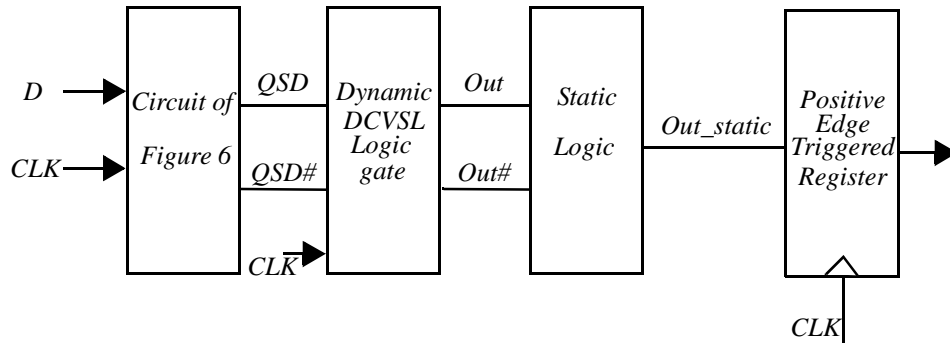 D
CLK
Circuit of
Figure 6
QSD
QSD#
CLK
Dynamic
DCVSL
Logic
gate
Out
Out#
Static
Logic
Out_static
Positive
Edge
Triggered
Register
CLK